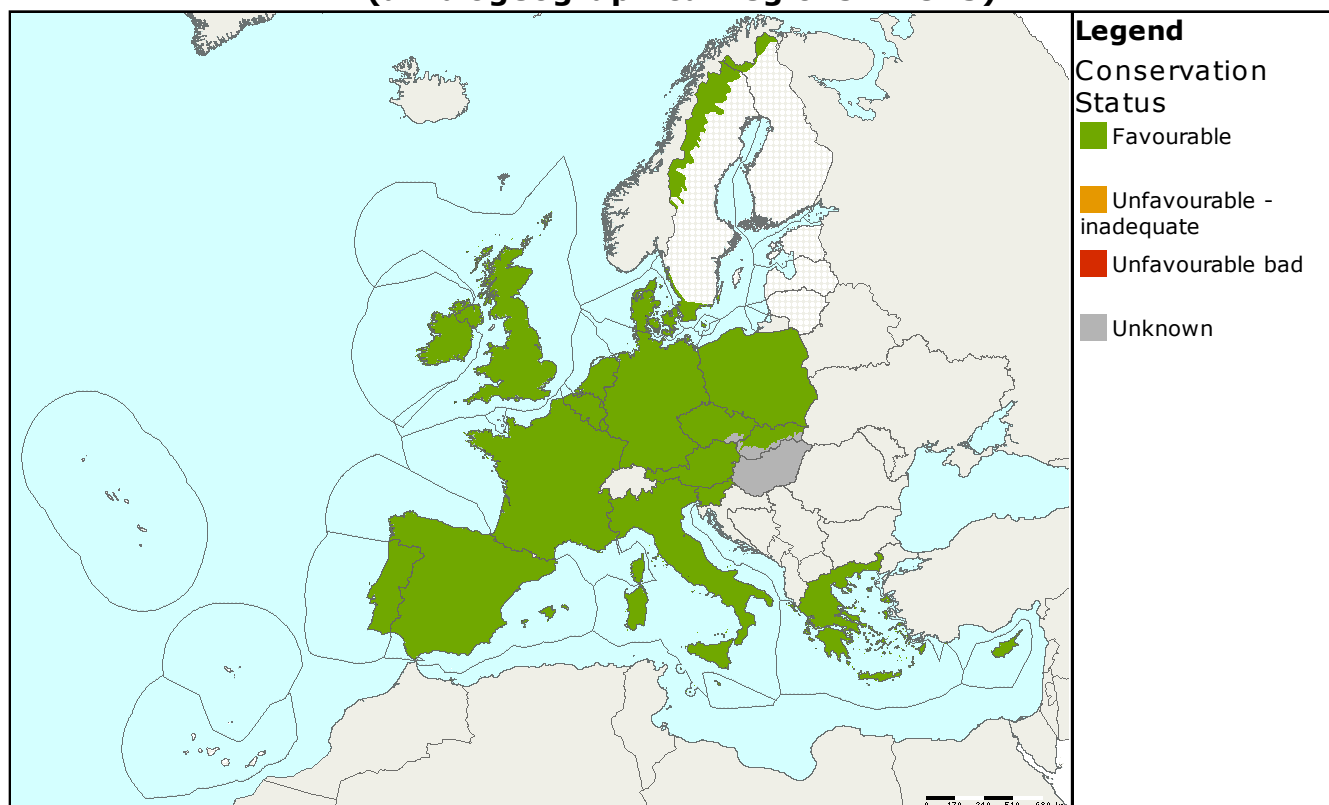 Legend
Conservation
Status
Favourable
Unfavourable -
inadequate
Unfavourable bad
Unknown